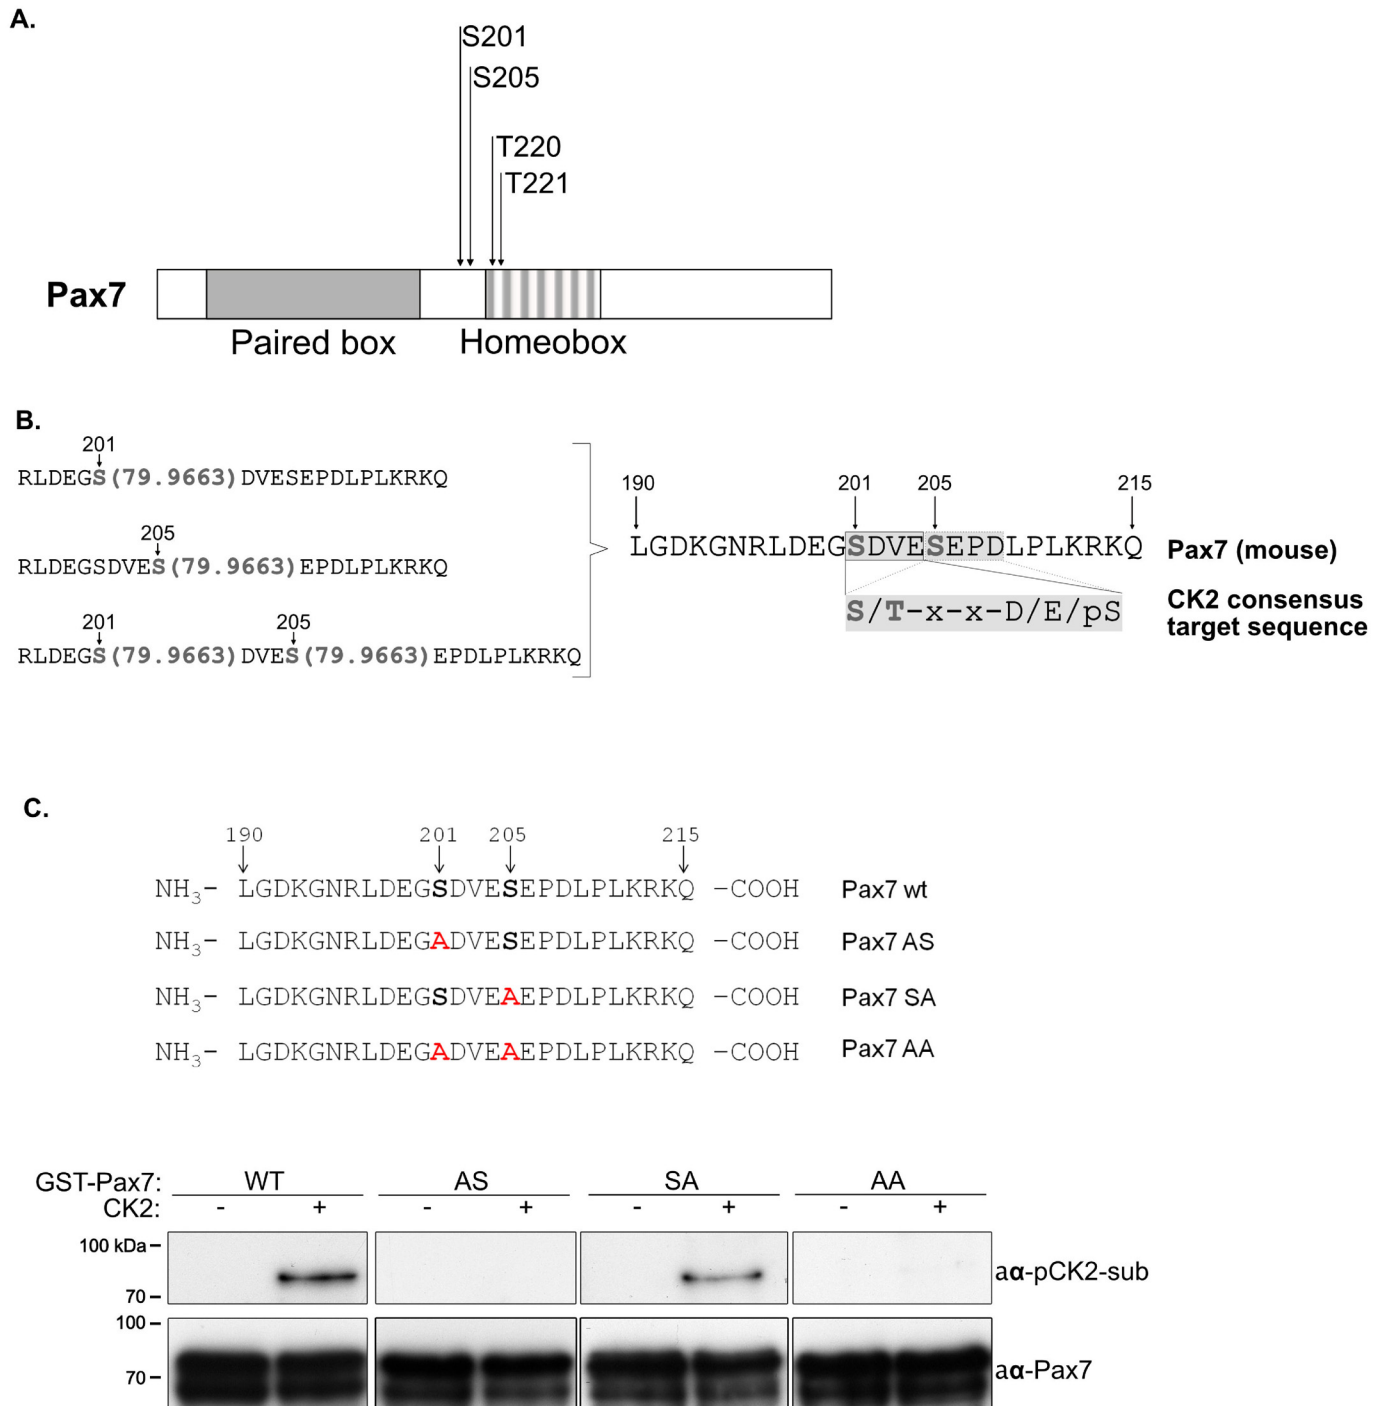 A.
S201
S205
T220
T221
Pax7
Paired box
Homeobox
B.
201
RLDEGS(79.9663)DVESEPDLPLKRKQ
205
RLDEGSDVES(79.9663)EPDLPLKRKQ
201 205
RLDEGS(79.9663)DVES(79.9663)EPDLPLKRKQ
190 201 205 215
LGDKGNRLDEGSDVESEPDLPLKRKQ Pax7 (mouse)
S/T-x-x-D/E/pS CK2 consensus
target sequence
C.
190 201 205 215
NH3- LGDKGNRLDEGSDVESEPDLPLKRKQ -COOH Pax7 wt
NH3- LGDKGNRLDEGADVESEPDLPLKRKQ -COOH Pax7 AS
NH3- LGDKGNRLDEGSDVEAEPDLPLKRKQ -COOH Pax7 SA
NH3- LGDKGNRLDEGADVEAEPDLPLKRKQ -COOH Pax7 AA
GST-Pax7: WT AS SA AA
CK2: - + - + - + - +
100 kDa
aα-pCK2-sub
70
100
aα-Pax7
70